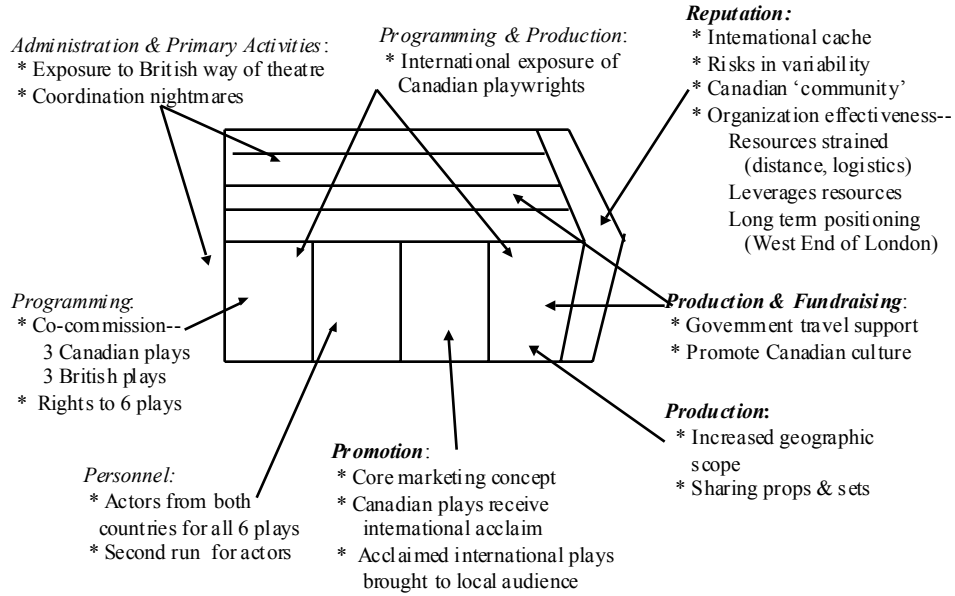 Administration & Primary Activities:
* Exposure to British way of theatre
* Coordination nightmares
Programming & Production:
* International exposure of
Canadian playwrights
Reputation:
* International cache
* Risks in variability
* Canadian ‘community’
* Organization effectiveness--
Resources strained
(distance, logistics)
Leverages resources
Long term positioning
(West End of London)
Programming:
* Co-commission--
3 Canadian plays
3 British plays
* Rights to 6 plays
Production & Fundraising:
* Government travel support
* Promote Canadian culture
Personnel:
* Actors from both
countries for all 6 plays
* Second run for actors
Promotion:
* Core marketing concept
* Canadian plays receive
international acclaim
* Acclaimed international plays
brought to local audience
Production:
* Increased geographic
scope
* Sharing props & sets